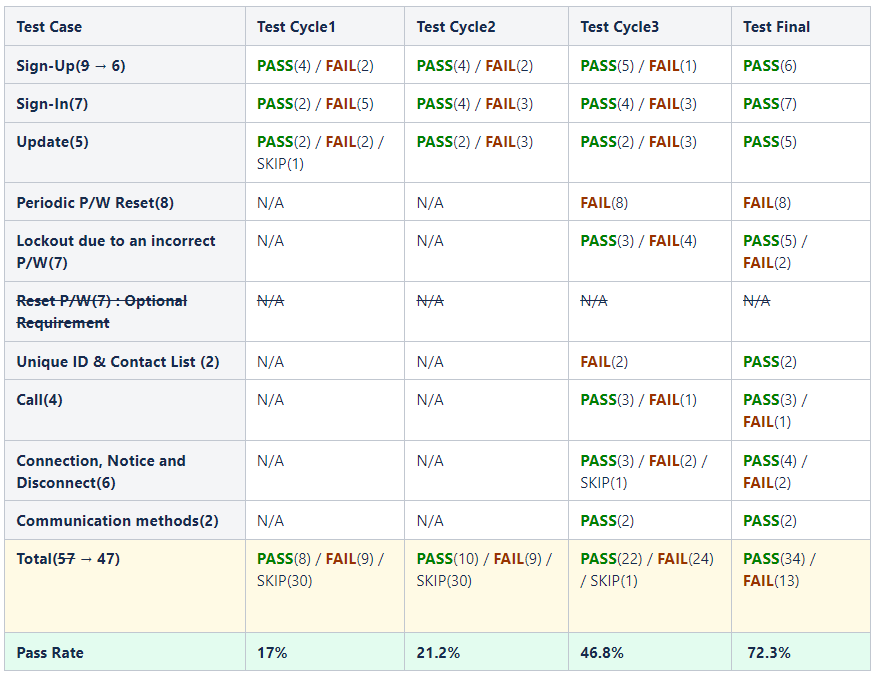 Test Case Test Cycle1 Test Cycle2 Test Cycle3 Test Final
Sign-Up(9 → 6) PASS(4) / FAIL(2) PASS(4) / FAIL(2) PASS(5) / FAIL(1) PASS(6)
Sign-In(7) PASS(2) / FAIL(5) PASS(4) / FAIL(3) PASS(4) / FAIL(3) PASS(7)
Update(5) PASS(2) / FAIL(2) / PASS(2) / FAIL(3) PASS(2) / FAIL(3) PASS(5)
SKIP(1)
Periodic P/W Reset(8) N/A N/A FAIL(8) FAIL(8)
Lockout due to an incorrect N/A N/A PASS(3) / FAIL(4) PASS(5) /
P/W(7) FAIL(2)
Reset P/W(7) : Optional N/A N/A N/A N/A
Requirement
Unique ID & Contact List (2) N/A N/A FAIL(2) PASS(2)
Call(4) N/A N/A PASS(3) / FAIL(1) PASS(3) /
FAIL(1)
Connection, Notice and N/A N/A PASS(3) / FAIL(2) / PASS(4) /
Disconnect(6) SKIP(1) FAIL(2)
Communication methods(2) N/A N/A PASS(2) PASS(2)
Total(57 → 47) PASS(8) / FAIL(9) / PASS(10) / FAIL(9) / PASS(22) / FAIL(24) PASS(34) /
SKIP(30) SKIP(30) / SKIP(1) FAIL(13)
Pass Rate 17% 21.2% 46.8% 72.3%